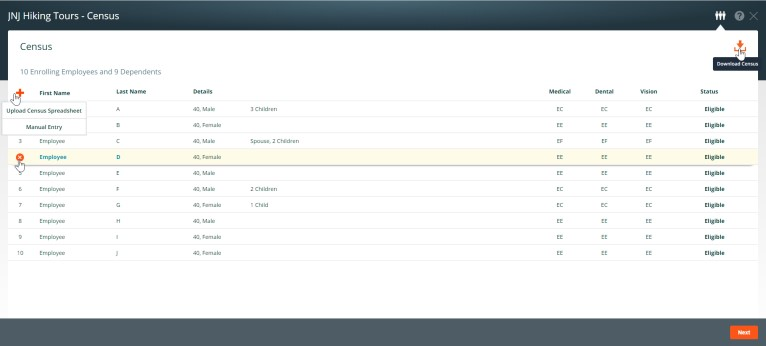 JNJ Hiking Tours - Census
Census
Download Census
10 Enrolling Employees and 9 Dependents
First Name Last Name Details Medical Dental Vision Status
Upload Census Spreadsheet
Manual Entry
A 40, Male 3 Children EC EC EC Eligible
B 40, Female EE EE EE Eligible
3 Employee C 40, Male Spouse, 2 Children EF EF EF Eligible
Employee D 40, Female EE EE EE Eligible
5 Employee E 40, Male EE EE EE Eligible
6 Employee F 40, Male 2 Children EC EC EC Eligible
7 Employee G 40, Female 1 Child EC EC EC Eligible
8 Employee H 40, Male EE EE EE Eligible
9 Employee I 40, Female EE EE EE Eligible
10 Employee J 40, Female EE EE EE Eligible
Next